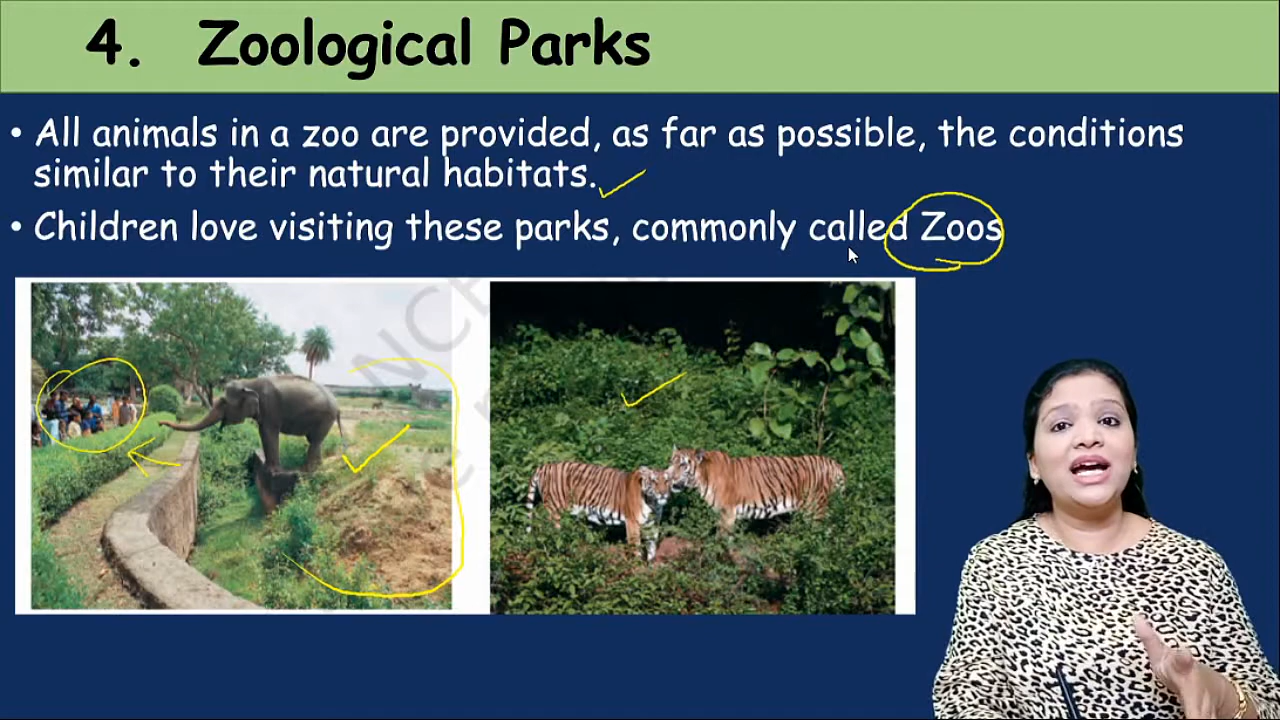 4. Zoological Parks
• All animals in a zoo are provided, as far as possible, the conditions
similar to their natural habitats.
• Children love visiting these parks, commonly called Zoos